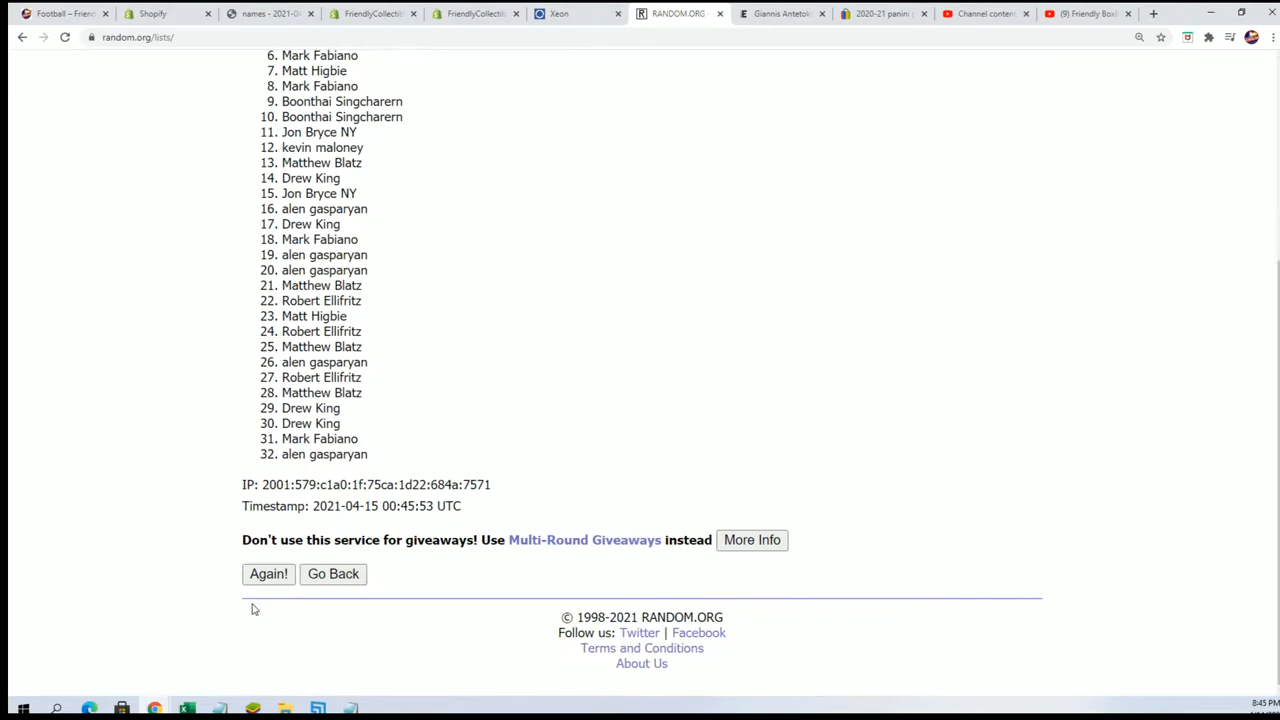 Football – Friend
Shopify
names - 2021-04
FriendlyCollectib
FriendlyCollectib
Xeon
RANDOM.ORG -
Giannis Antetok
2020-21 panini
Channel content
(9) Friendly Box
random.org/lists/
6. Mark Fabiano
7. Matt Higbie
8. Mark Fabiano
9. Boonthai Singcharern
10. Boonthai Singcharern
11. Jon Bryce NY
12. kevin maloney
13. Matthew Blatz
14. Drew King
15. Jon Bryce NY
16. alen gasparyan
17. Drew King
18. Mark Fabiano
19. alen gasparyan
20. alen gasparyan
21. Matthew Blatz
22. Robert Ellifritz
23. Matt Higbie
24. Robert Ellifritz
25. Matthew Blatz
26. alen gasparyan
27. Robert Ellifritz
28. Matthew Blatz
29. Drew King
30. Drew King
31. Mark Fabiano
32. alen gasparyan
IP: 2001:579:c1a0:1f:75ca:1d22:684a:7571
Timestamp: 2021-04-15 00:45:53 UTC
Don't use this service for giveaways! Use Multi-Round Giveaways instead More Info
Again! Go Back
© 1998-2021 RANDOM.ORG
Follow us: Twitter | Facebook
Terms and Conditions
About Us
8:45 PM